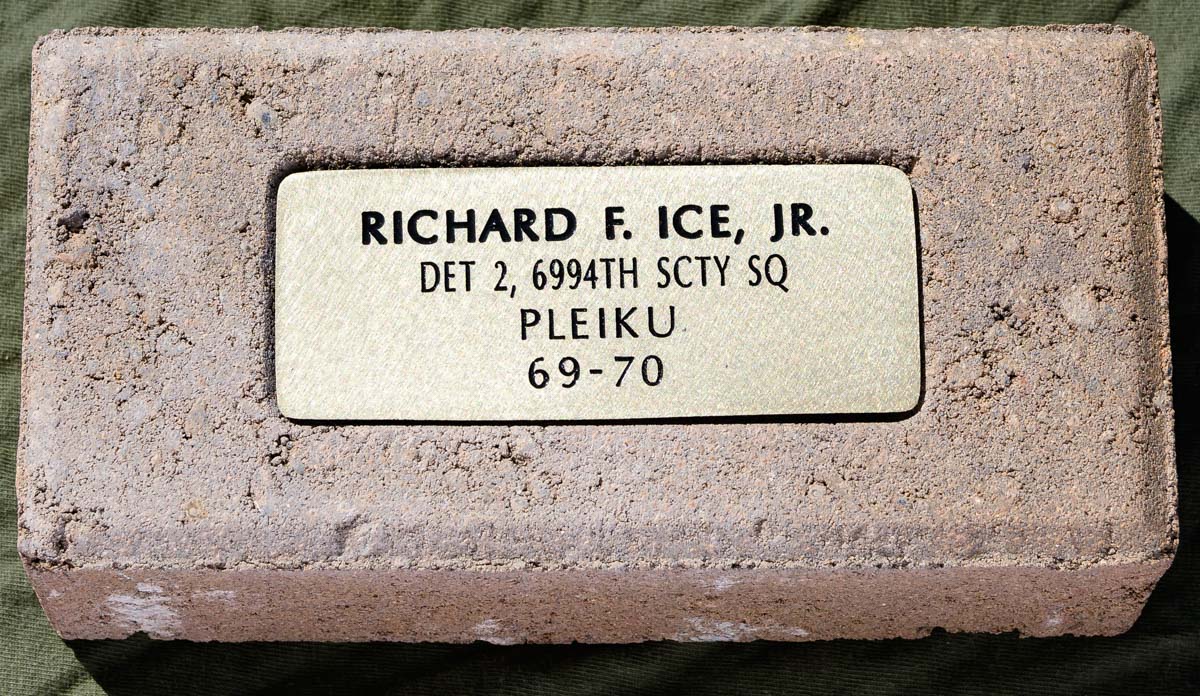 RICHARD F. ICE, JR.
DET 2, 6994TH SCTY SQ
PLEIKU
69-70